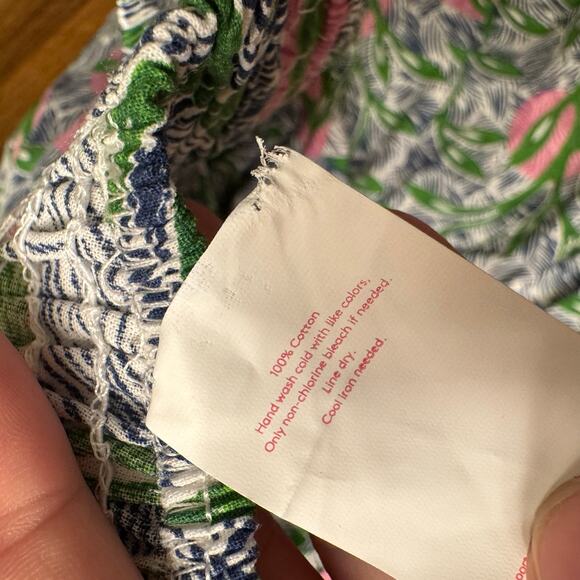 100% Cotton
Hand wash cold with like colors.
Only non-chlorine bleach if needed.
Line dry.
Cool iron needed.